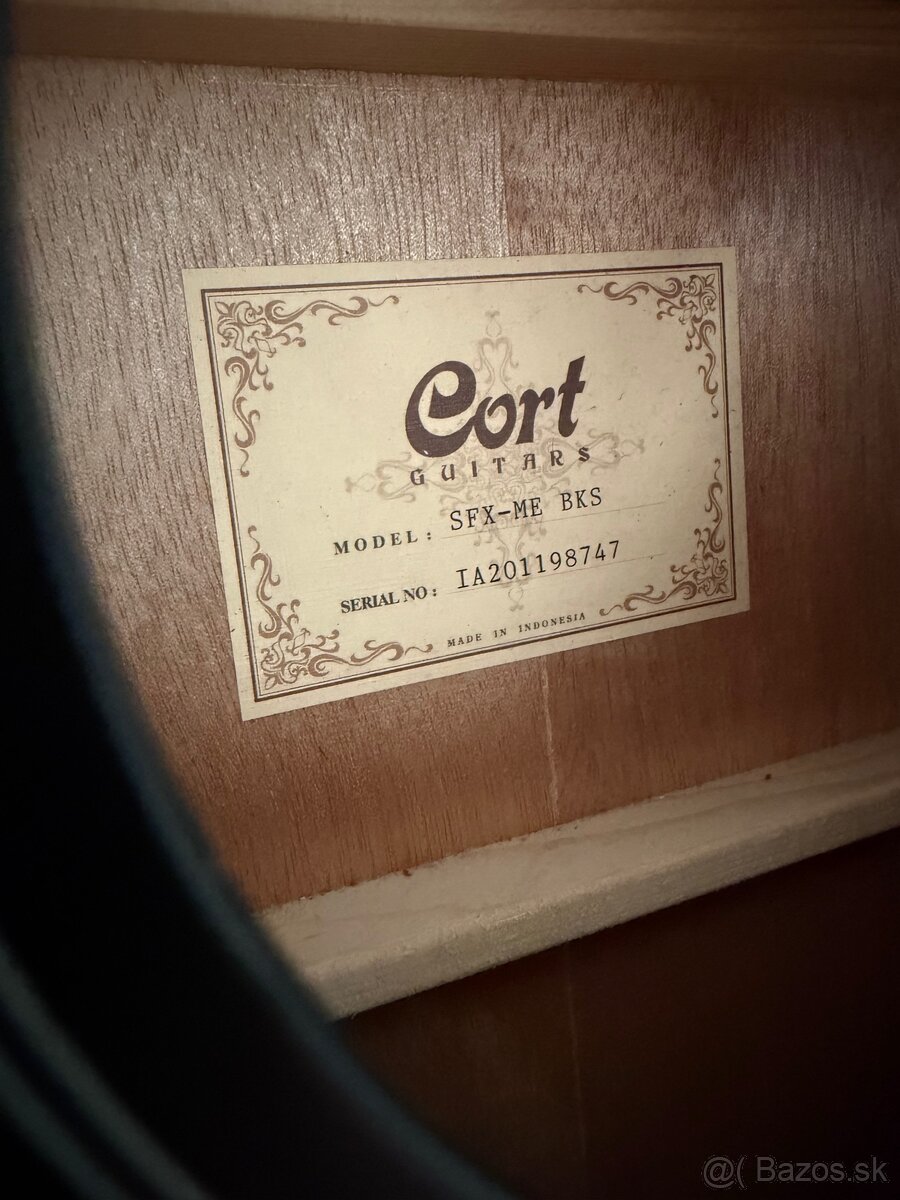 Cort
GUITARS
MODEL: SFX-ME BKS
SERIAL NO: IA201198747
MADE IN INDONESIA
@( Bazos.sk